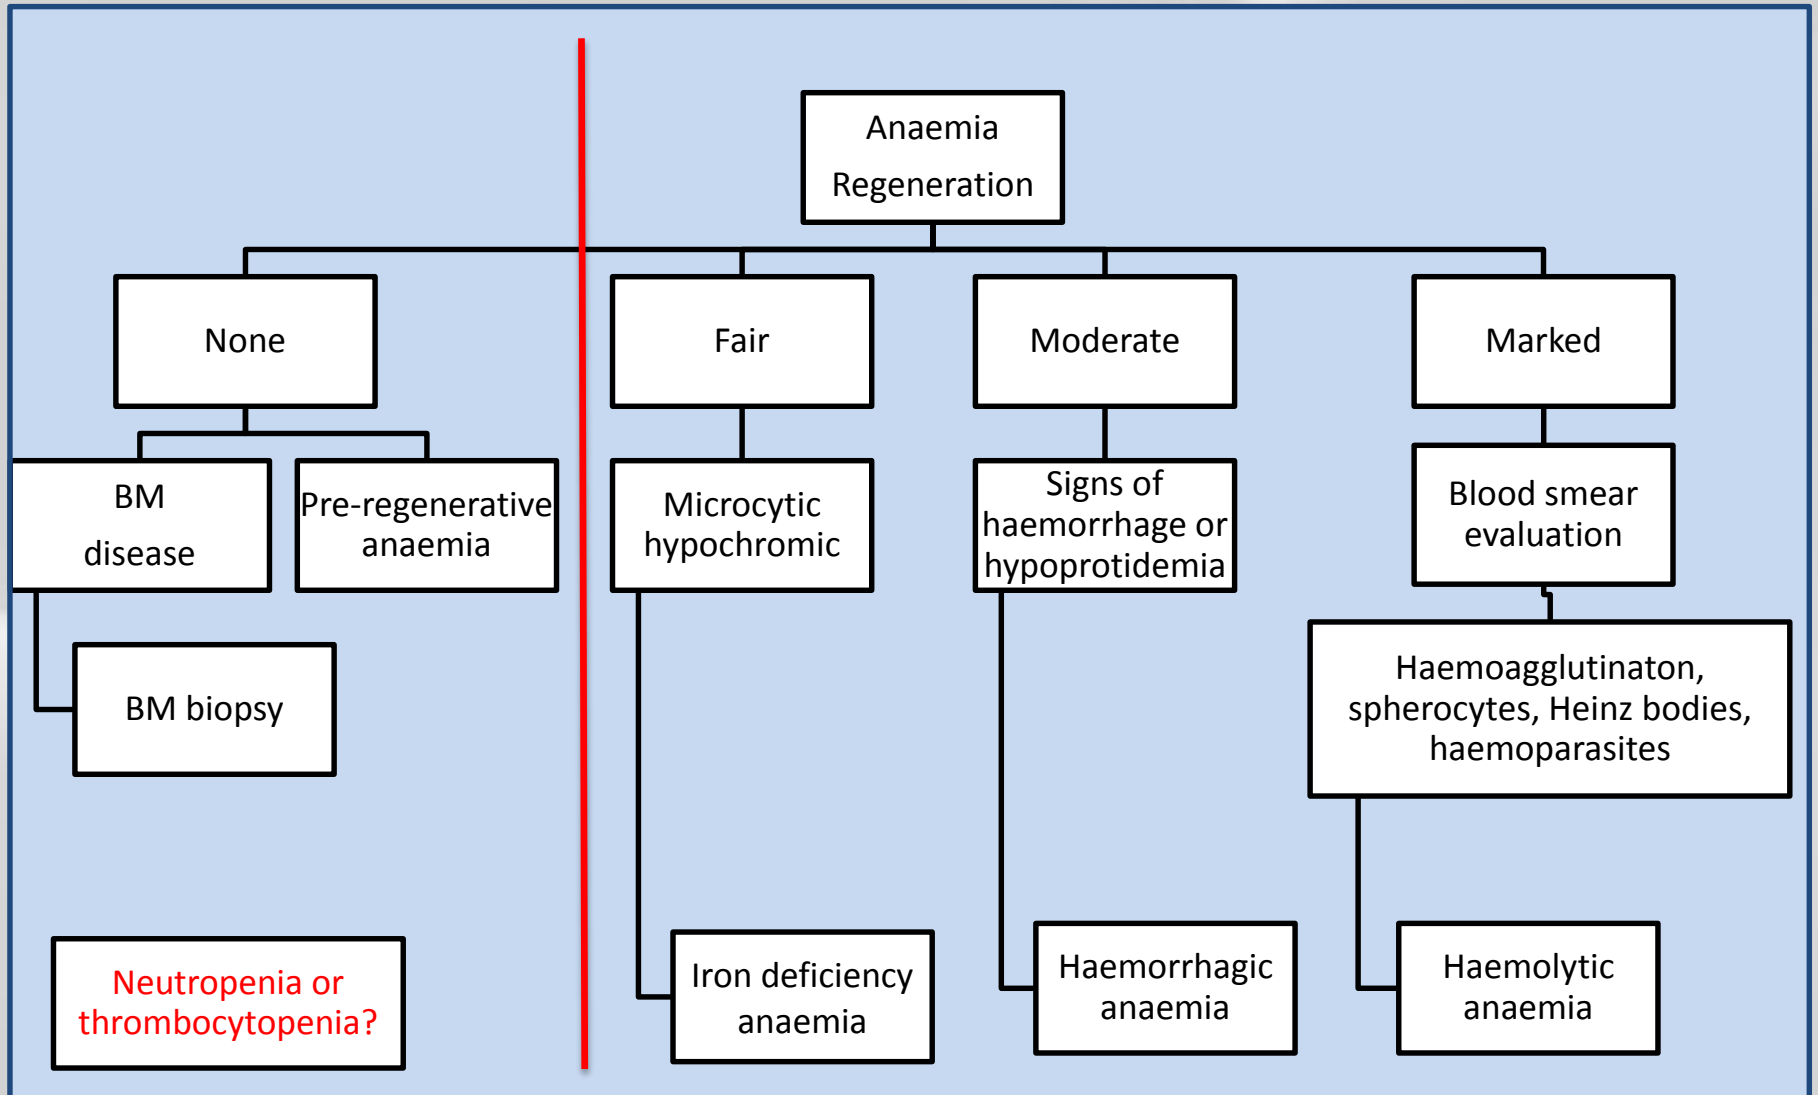 Anaemia
Regeneration
None
Fair
Moderate
Marked
BM
disease
Pre-regenerative
anaemia
Microcytic
hypochromic
Signs of
haemorrhage or
hypoprotidemia
Blood smear
evaluation
BM biopsy
Haemoagglutinaton,
spherocytes, Heinz bodies,
haemoparasites
Neutropenia or
thrombocytopenia?
Iron deficiency
anaemia
Haemorrhagic
anaemia
Haemolytic
anaemia